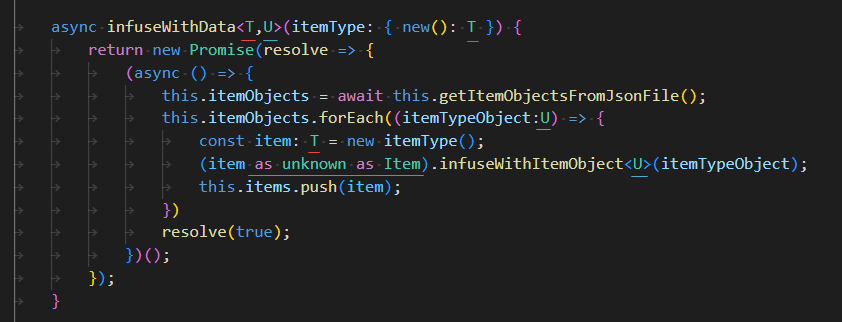 async infuseWithData<T,U>(itemType: { new(): T }) {
return new Promise(resolve => {
(async () => {
this.itemObjects = await this.getItemObjectsFromJsonFile();
this.itemObjects.forEach((itemTypeObject:U) => {
const item: T = new itemType();
(item as unknown as Item).infuseWithItemObject<U>(itemTypeObject);
this.items.push(item);
})
resolve(true);
})();
});
}